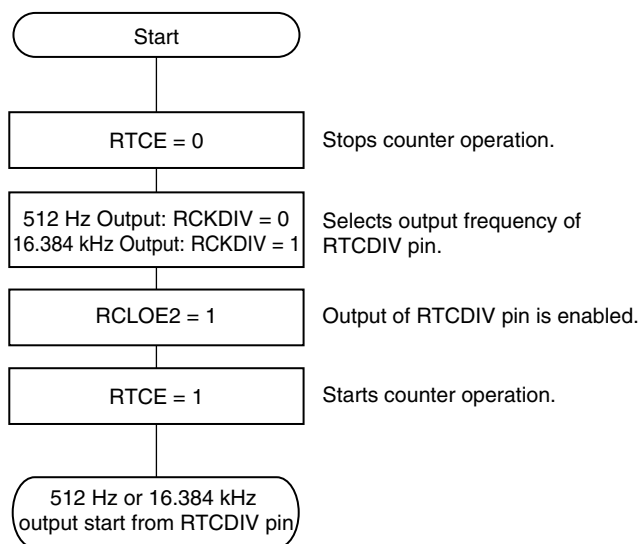 Start
RTCE = 0
Stops counter operation.
512 Hz Output: RCKDIV = 0
16.384 kHz Output: RCKDIV = 1
Selects output frequency of
RTCDIV pin.
RCLOE2 = 1
Output of RTCDIV pin is enabled.
RTCE = 1
Starts counter operation.
512 Hz or 16.384 kHz
output start from RTCDIV pin